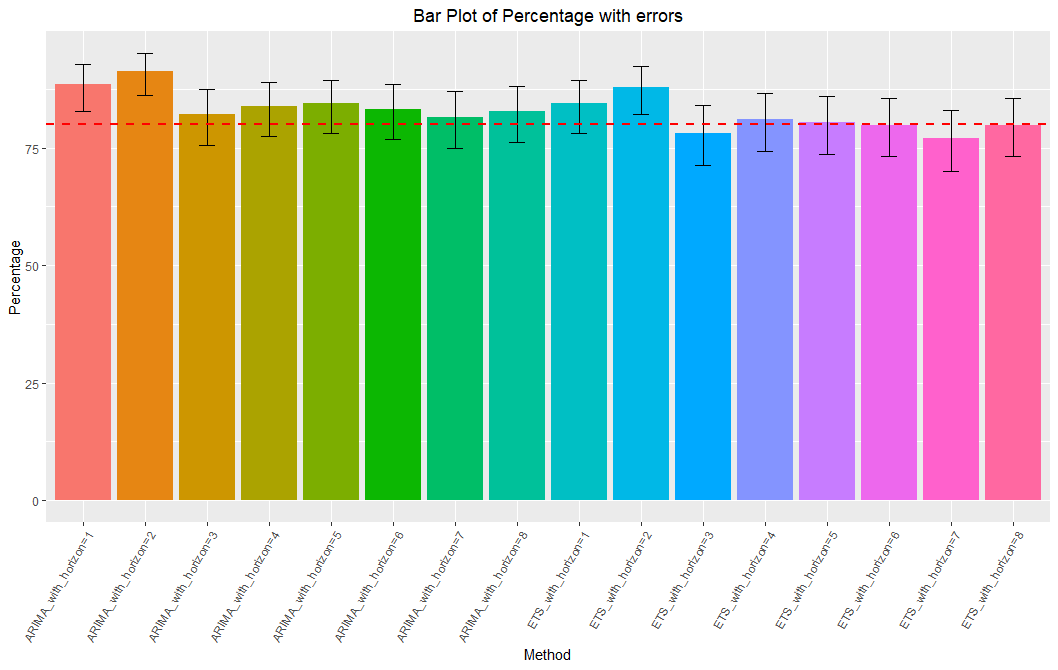 Bar Plot of Percentage with errors
Percentage
75
50
25
0
ARIMA_with_horizon=1
ARIMA_with_horizon=2
ARIMA_with_horizon=3
ARIMA_with_horizon=4
ARIMA_with_horizon=5
ARIMA_with_horizon=6
ARIMA_with_horizon=7
ARIMA_with_horizon=8
ETS_with_horizon=1
ETS_with_horizon=2
ETS_with_horizon=3
ETS_with_horizon=4
ETS_with_horizon=5
ETS_with_horizon=6
ETS_with_horizon=7
ETS_with_horizon=8
Method